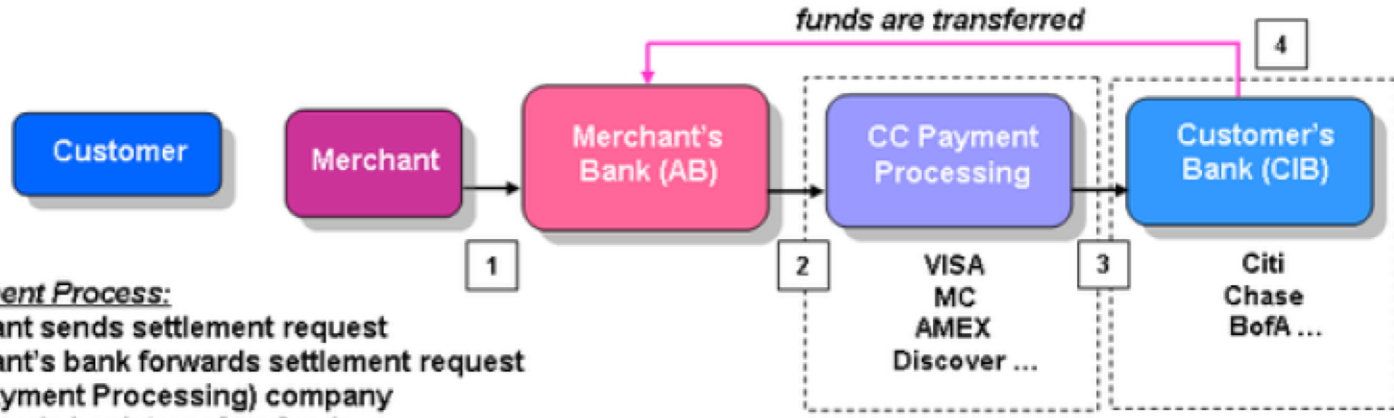 funds are transferred
4
Customer
Merchant
Merchant's
Bank (AB)
CC Payment
Processing
Customer's
Bank (CIB)
1
2
3
VISA
MC
AMEX
Discover ...
Citi
Chase
BofA ...
ent Process:
ant sends settlement request
ant's bank forwards settlement request
yment Processing) company